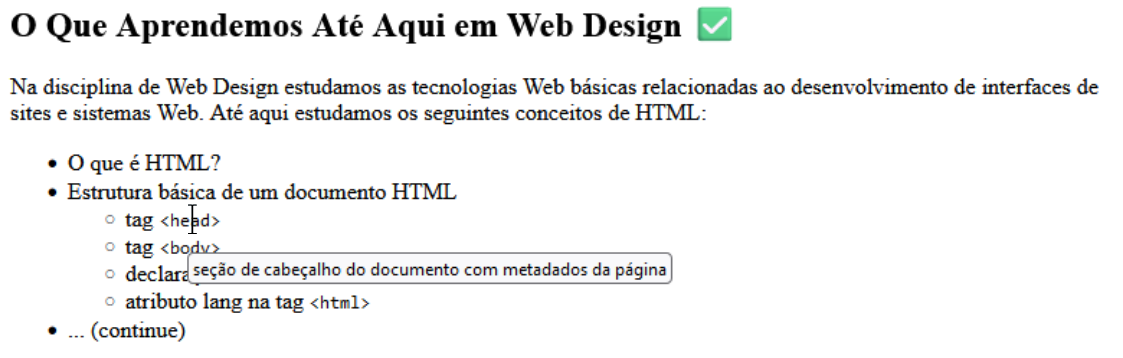 O Que Aprendemos Até Aqui em Web Design ✅
Na disciplina de Web Design estudamos as tecnologias Web básicas relacionadas ao desenvolvimento de interfaces de
sites e sistemas Web. Até aqui estudamos os seguintes conceitos de HTML:
• O que é HTML?
• Estrutura básica de um documento HTML
○ tag <head>
○ tag <body>
seção de cabeçalho do documento com metadados da página
○ atributo lang na tag <html>
• ... (continue)